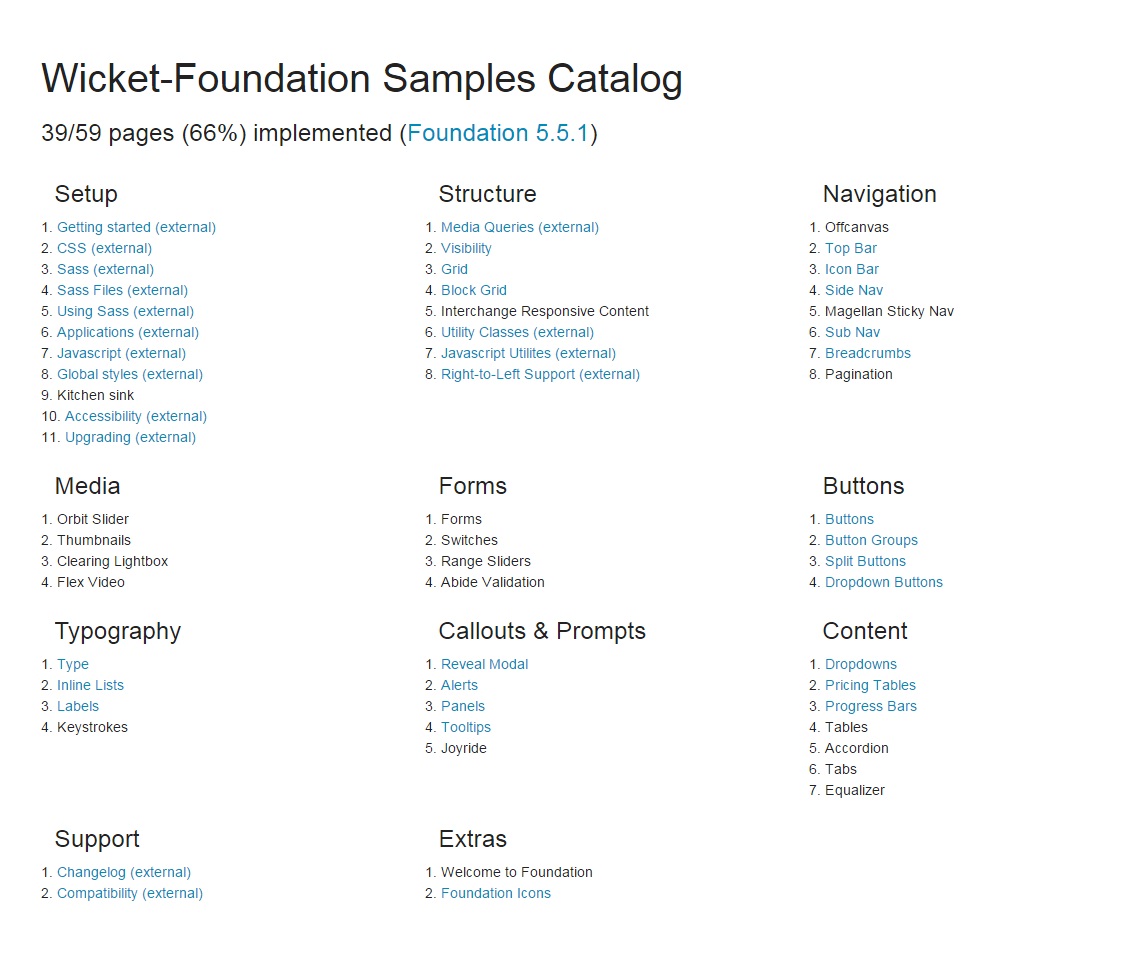 Wicket-Foundation Samples Catalog
39/59 pages (66%) implemented (Foundation 5.5.1)
Setup
1. Getting started (external)
2. CSS (external)
3. Sass (external)
4. Sass Files (external)
5. Using Sass (external)
6. Applications (external)
7. Javascript (external)
8. Global styles (external)
9. Kitchen sink
10. Accessibility (external)
11. Upgrading (external)
Structure
1. Media Queries (external)
2. Visibility
3. Grid
4. Block Grid
5. Interchange Responsive Content
6. Utility Classes (external)
7. Javascript Utilites (external)
8. Right-to-Left Support (external)
Navigation
1. Offcanvas
2. Top Bar
3. Icon Bar
4. Side Nav
5. Magellan Sticky Nav
6. Sub Nav
7. Breadcrumbs
8. Pagination
Media
1. Orbit Slider
2. Thumbnails
3. Clearing Lightbox
4. Flex Video
Forms
1. Forms
2. Switches
3. Range Sliders
4. Abide Validation
Buttons
1. Buttons
2. Button Groups
3. Split Buttons
4. Dropdown Buttons
Typography
1. Type
2. Inline Lists
3. Labels
4. Keystrokes
Callouts & Prompts
1. Reveal Modal
2. Alerts
3. Panels
4. Tooltips
5. Joyride
Content
1. Dropdowns
2. Pricing Tables
3. Progress Bars
4. Tables
5. Accordion
6. Tabs
7. Equalizer
Support
1. Changelog (external)
2. Compatibility (external)
Extras
1. Welcome to Foundation
2. Foundation Icons